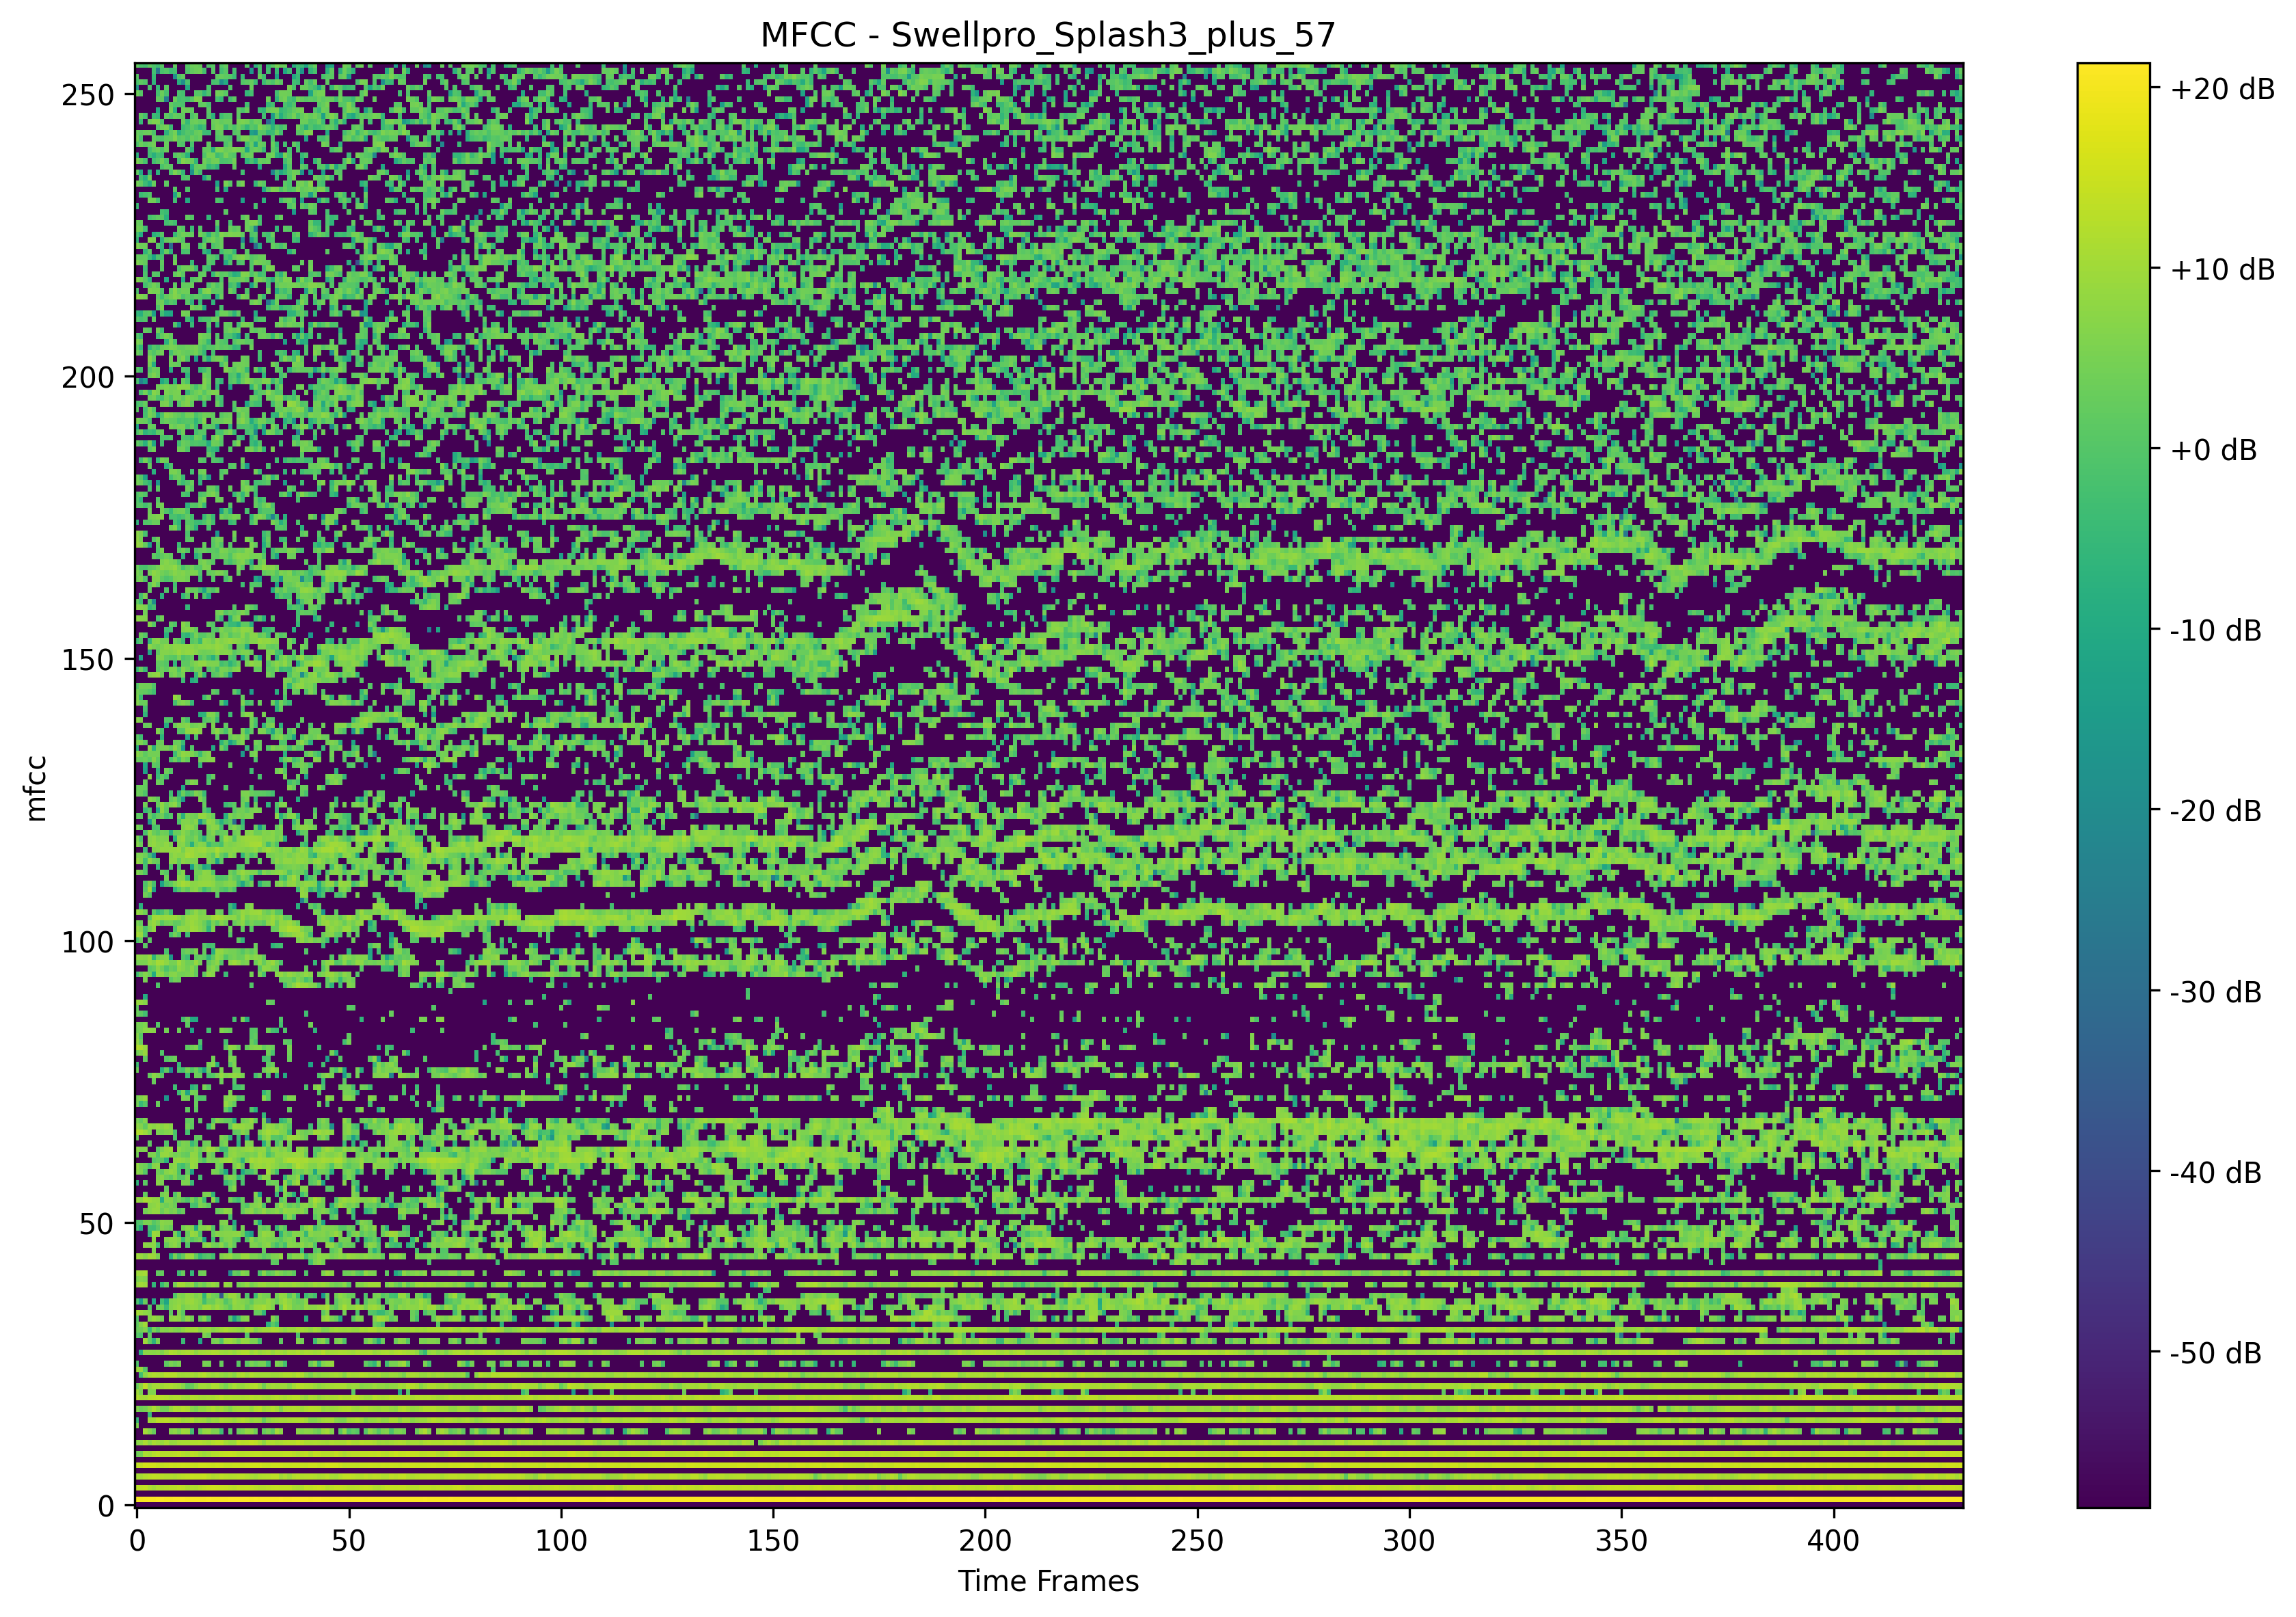 MFCC - Swellpro_Splash3_plus_57
250
200
150
100
50
0
mfcc
0 50 100 150 200 250 300 350 400
Time Frames
+20 dB
+10 dB
+0 dB
-10 dB
-20 dB
-30 dB
-40 dB
-50 dB